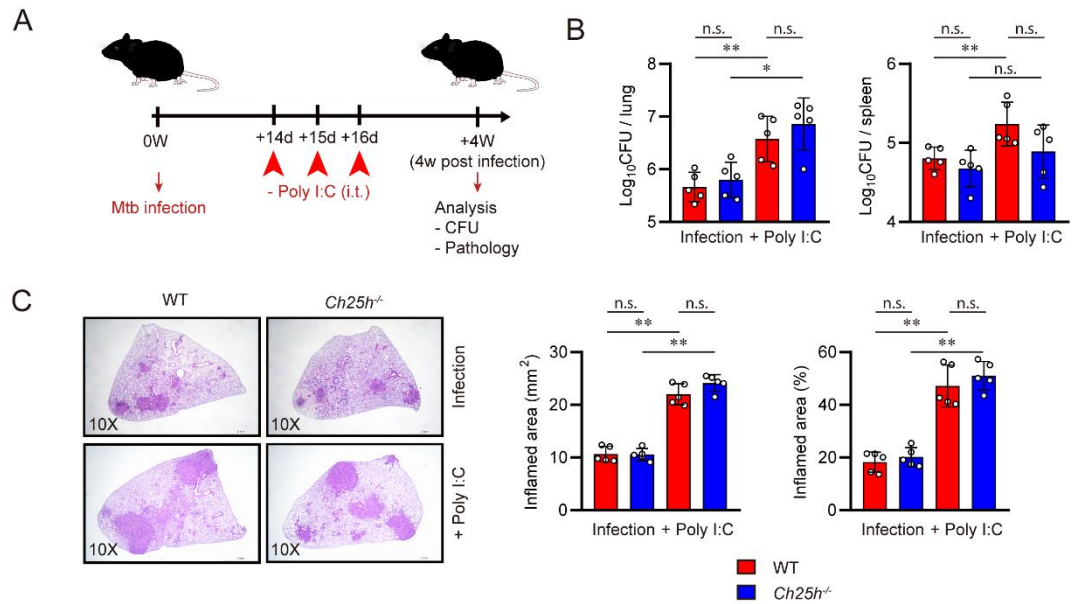 A
0W
+14d
+15d
+16d
+4W
(4w post infection)
Mtb infection
- Poly I:C (i.t.)
Analysis
- CFU
- Pathology
B
n.s.
n.s.
**
*
Log10CFU / lung
8
7
6
5
Infection + Poly I:C
n.s.
n.s.
**
n.s.
Log10CFU / spleen
6
5
4
Infection + Poly I:C
C
WT
Ch25h-/-
10X
10X
Infection
10X
10X
+ Poly I:C
n.s.
n.s.
**
**
Inflamed area (mm2)
30
20
10
0
Infection + Poly I:C
n.s.
n.s.
**
**
Inflamed area (%)
60
40
20
0
Infection + Poly I:C
WT
Ch25h-/-